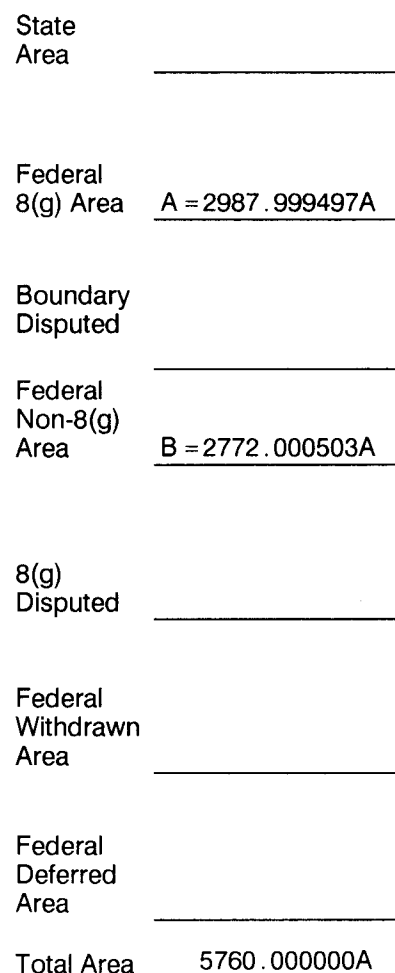 State
Area
Federal
8(g) Area A = 2987.999497A
Boundary
Disputed
Federal
Non-8(g)
Area B = 2772.000503A
8(g)
Disputed
Federal
Withdrawn
Area
Federal
Deferred
Area
Total Area 5760.000000A